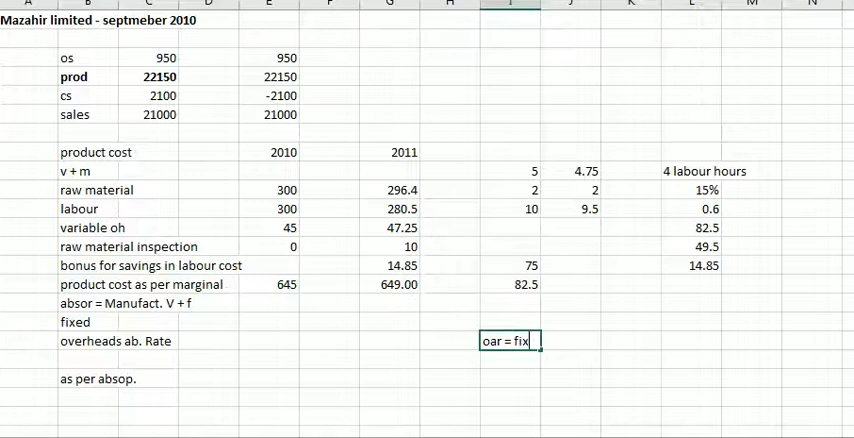 A B C D E F G H I J K L M N
Mazahir limited - septmeber 2010
os 950 950
prod 22150 22150
cs 2100 -2100
sales 21000 21000
product cost 2010 2011
v + m 5 4.75 4 labour hours
raw material 300 296.4 2 2 15%
labour 300 280.5 10 9.5 0.6
variable oh 45 47.25 82.5
raw material inspection 0 10 49.5
bonus for savings in labour cost 14.85 75 14.85
product cost as per marginal 645 649.00 82.5
absor = Manufact. V + f
fixed
overheads ab. Rate oar = fix
as per absop.